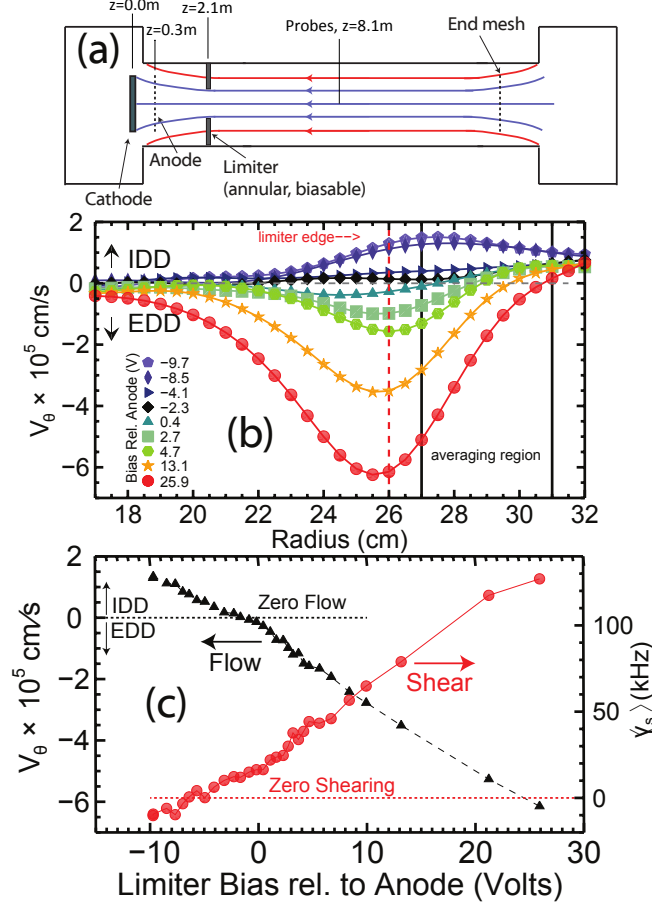 z=0.0m
z=2.1m
z=0.3m
Probes, z=8.1m
End mesh
(a)
Anode
Limiter
(annular, biasable)
Cathode
2
1
0
−2
−4
−6
V_θ × 10⁵ cm/s
limiter edge-->
IDD
EDD
Bias Rel. Anode (V)
−9.7
−8.5
−4.1
−2.3
0.4
2.7
4.7
13.1
25.9
(b)
averaging region
18 20 22 24 26 28 30 32
Radius (cm)
2
0
−2
−4
−6
V_θ × 10⁵ cm/s
IDD
EDD
Zero Flow
Flow
Shear
(c)
Zero Shearing
100
50
0
γ_s⟩(kHz)
−10 0 10 20 30
Limiter Bias rel. to Anode (Volts)